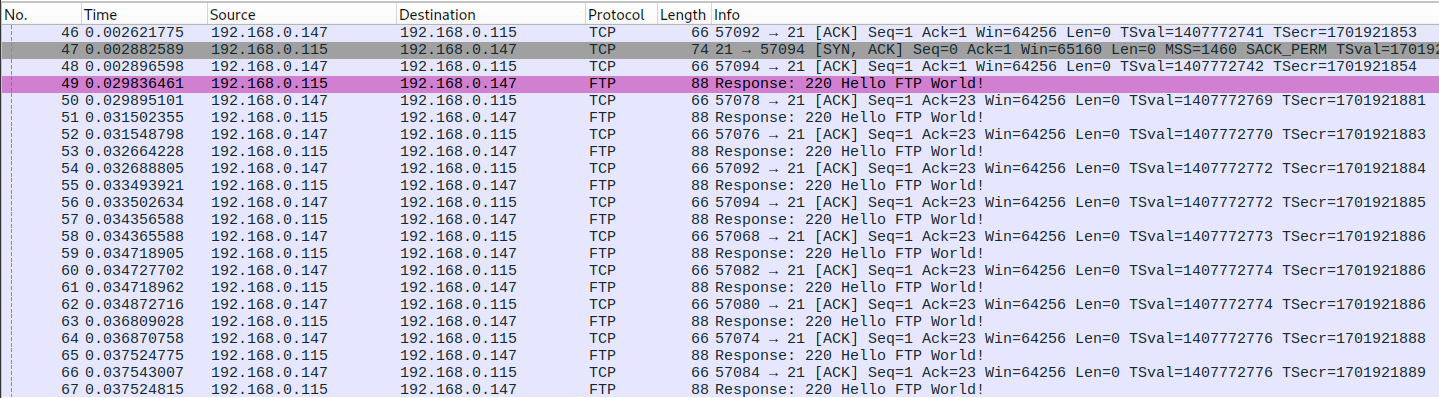 No. Time Source Destination Protocol Length Info
46 0.002621775 192.168.0.147 192.168.0.115 TCP 66 57092 → 21 [ACK] Seq=1 Ack=1 Win=64256 Len=0 TSval=1407772741 TSecr=1701921853
47 0.002882589 192.168.0.115 192.168.0.147 TCP 74 21 → 57094 [SYN, ACK] Seq=0 Ack=1 Win=65160 Len=0 MSS=1460 SACK_PERM TSval=170192
48 0.002896598 192.168.0.147 192.168.0.115 TCP 66 57094 → 21 [ACK] Seq=1 Ack=1 Win=64256 Len=0 TSval=1407772742 TSecr=1701921854
49 0.029836461 192.168.0.115 192.168.0.147 FTP 88 Response: 220 Hello FTP World!
50 0.029895101 192.168.0.147 192.168.0.115 TCP 66 57078 → 21 [ACK] Seq=1 Ack=23 Win=64256 Len=0 TSval=1407772769 TSecr=1701921881
51 0.031502355 192.168.0.115 192.168.0.147 FTP 88 Response: 220 Hello FTP World!
52 0.031548798 192.168.0.147 192.168.0.115 TCP 66 57076 → 21 [ACK] Seq=1 Ack=23 Win=64256 Len=0 TSval=1407772770 TSecr=1701921883
53 0.032664228 192.168.0.115 192.168.0.147 FTP 88 Response: 220 Hello FTP World!
54 0.032688805 192.168.0.147 192.168.0.115 TCP 66 57092 → 21 [ACK] Seq=1 Ack=23 Win=64256 Len=0 TSval=1407772772 TSecr=1701921884
55 0.033493921 192.168.0.115 192.168.0.147 FTP 88 Response: 220 Hello FTP World!
56 0.033502634 192.168.0.147 192.168.0.115 TCP 66 57094 → 21 [ACK] Seq=1 Ack=23 Win=64256 Len=0 TSval=1407772772 TSecr=1701921885
57 0.034356588 192.168.0.115 192.168.0.147 FTP 88 Response: 220 Hello FTP World!
58 0.034365588 192.168.0.147 192.168.0.115 TCP 66 57068 → 21 [ACK] Seq=1 Ack=23 Win=64256 Len=0 TSval=1407772773 TSecr=1701921886
59 0.034718905 192.168.0.115 192.168.0.147 FTP 88 Response: 220 Hello FTP World!
60 0.034727702 192.168.0.147 192.168.0.115 TCP 66 57082 → 21 [ACK] Seq=1 Ack=23 Win=64256 Len=0 TSval=1407772774 TSecr=1701921886
61 0.034718962 192.168.0.115 192.168.0.147 FTP 88 Response: 220 Hello FTP World!
62 0.034872716 192.168.0.147 192.168.0.115 TCP 66 57080 → 21 [ACK] Seq=1 Ack=23 Win=64256 Len=0 TSval=1407772774 TSecr=1701921886
63 0.036809028 192.168.0.115 192.168.0.147 FTP 88 Response: 220 Hello FTP World!
64 0.036870758 192.168.0.147 192.168.0.115 TCP 66 57074 → 21 [ACK] Seq=1 Ack=23 Win=64256 Len=0 TSval=1407772776 TSecr=1701921888
65 0.037524775 192.168.0.115 192.168.0.147 FTP 88 Response: 220 Hello FTP World!
66 0.037543007 192.168.0.147 192.168.0.115 TCP 66 57084 → 21 [ACK] Seq=1 Ack=23 Win=64256 Len=0 TSval=1407772776 TSecr=1701921889
67 0.037524815 192.168.0.115 192.168.0.147 FTP 88 Response: 220 Hello FTP World!